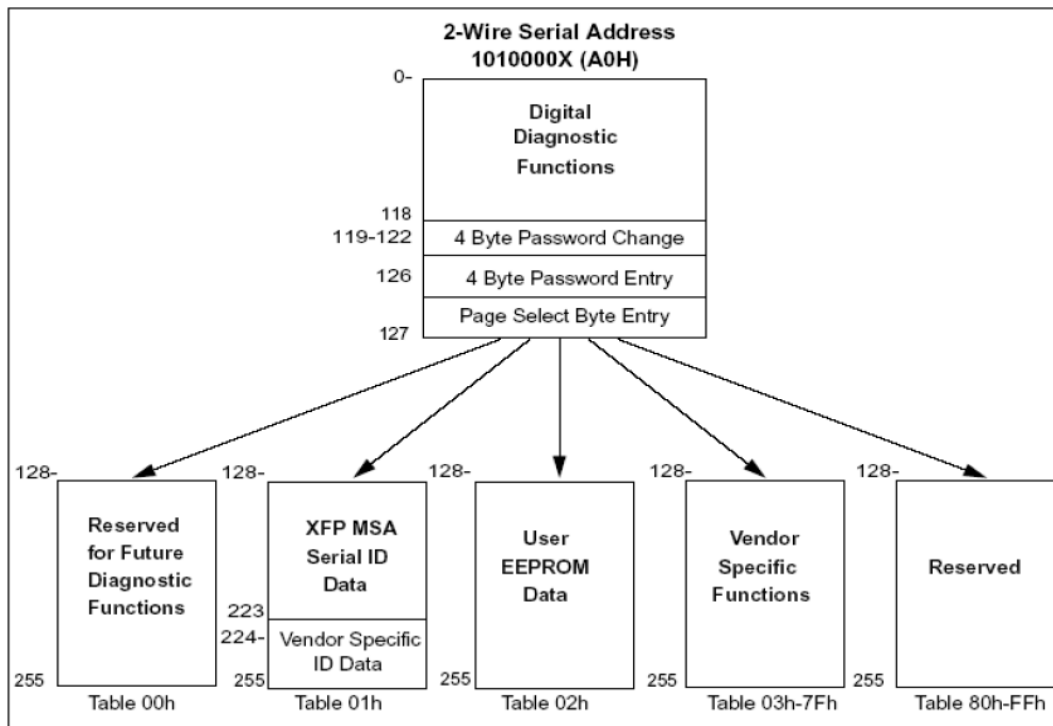 2-Wire Serial Address
1010000X (A0H)
0-
Digital
Diagnostic
Functions
118
119-122
4 Byte Password Change
126
4 Byte Password Entry
Page Select Byte Entry
127
128-
Reserved
for Future
Diagnostic
Functions
255
Table 00h
128-
XFP MSA
Serial ID
Data
223
224-
Vendor Specific
ID Data
255
Table 01h
128-
User
EEPROM
Data
255
Table 02h
128-
Vendor
Specific
Functions
255
Table 03h-7Fh
128-
Reserved
255
Table 80h-FFh